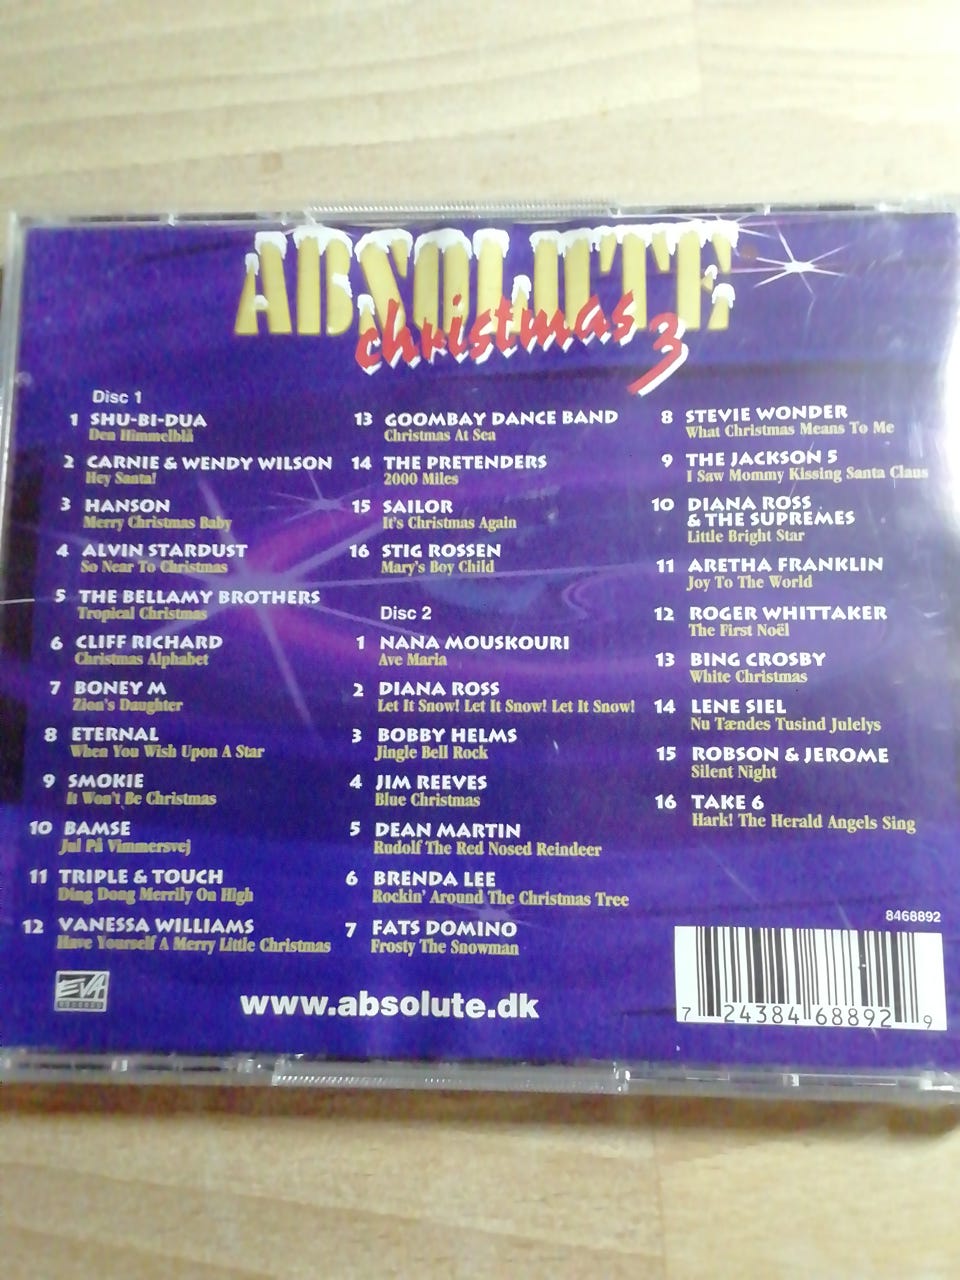 ABSOLUTE
christmas 3
Disc 1
1 SHU-BI-DUA
Den Himmelblå
2 CARNIE & WENDY WILSON
Hey Santa!
3 HANSON
Merry Christmas Baby
4 ALVIN STARDUST
So Near To Christmas
5 THE BELLAMY BROTHERS
Tropical Christmas
6 CLIFF RICHARD
Christmas Alphabet
7 BONEY M
Zion's Daughter
8 ETERNAL
When You Wish Upon A Star
9 SMOKIE
It Won't Be Christmas
10 BAMSE
Jul På Vimmersvej
11 TRIPLE & TOUCH
Ding Dong Merrily On High
12 VANESSA WILLIAMS
Have Yourself A Merry Little Christmas
13 GOOMBAY DANCE BAND
Christmas At Sea
14 THE PRETENDERS
2000 Miles
15 SAILOR
It's Christmas Again
16 STIG ROSSEN
Mary's Boy Child
Disc 2
1 NANA MOUSKOURI
Ave Maria
2 DIANA ROSS
Let It Snow! Let It Snow! Let It Snow!
3 BOBBY HELMS
Jingle Bell Rock
4 JIM REEVES
Blue Christmas
5 DEAN MARTIN
Rudolf The Red Nosed Reindeer
6 BRENDA LEE
Rockin' Around The Christmas Tree
7 FATS DOMINO
Frosty The Snowman
8 STEVIE WONDER
What Christmas Means To Me
9 THE JACKSON 5
I Saw Mommy Kissing Santa Claus
10 DIANA ROSS
& THE SUPREMES
Little Bright Star
11 ARETHA FRANKLIN
Joy To The World
12 ROGER WHITTAKER
The First Noël
13 BING CROSBY
White Christmas
14 LENE SIEL
Nu Tændes Tusind Julelys
15 ROBSON & JEROME
Silent Night
16 TAKE 6
Hark! The Herald Angels Sing
8468892
7 24384 68892 9
EVA
RECORDS
www.absolute.dk